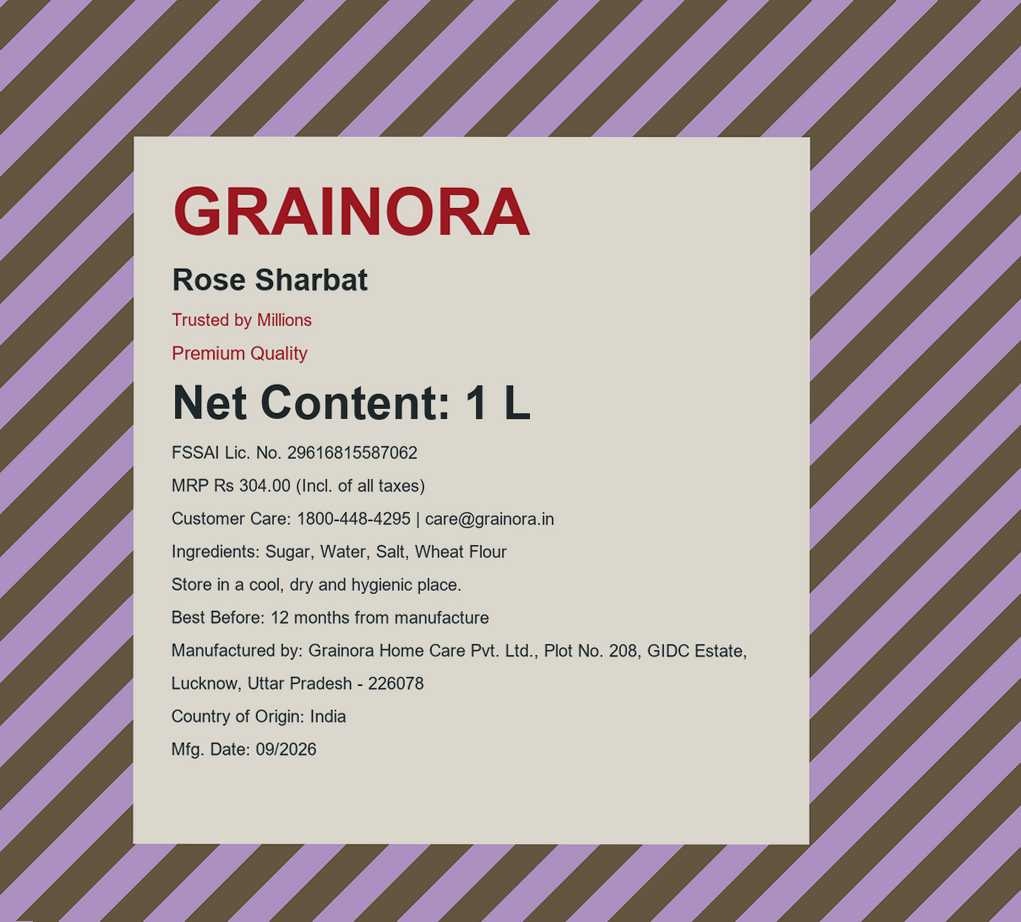 GRAINORA
Rose Sharbat
Trusted by Millions
Premium Quality
Net Content: 1 L
FSSAI Lic. No. 29616815587062
MRP Rs 304.00 (Incl. of all taxes)
Customer Care: 1800-448-4295 | care@grainora.in
Ingredients: Sugar, Water, Salt, Wheat Flour
Store in a cool, dry and hygienic place.
Best Before: 12 months from manufacture
Manufactured by: Grainora Home Care Pvt. Ltd., Plot No. 208, GIDC Estate,
Lucknow, Uttar Pradesh - 226078
Country of Origin: India
Mfg. Date: 09/2026